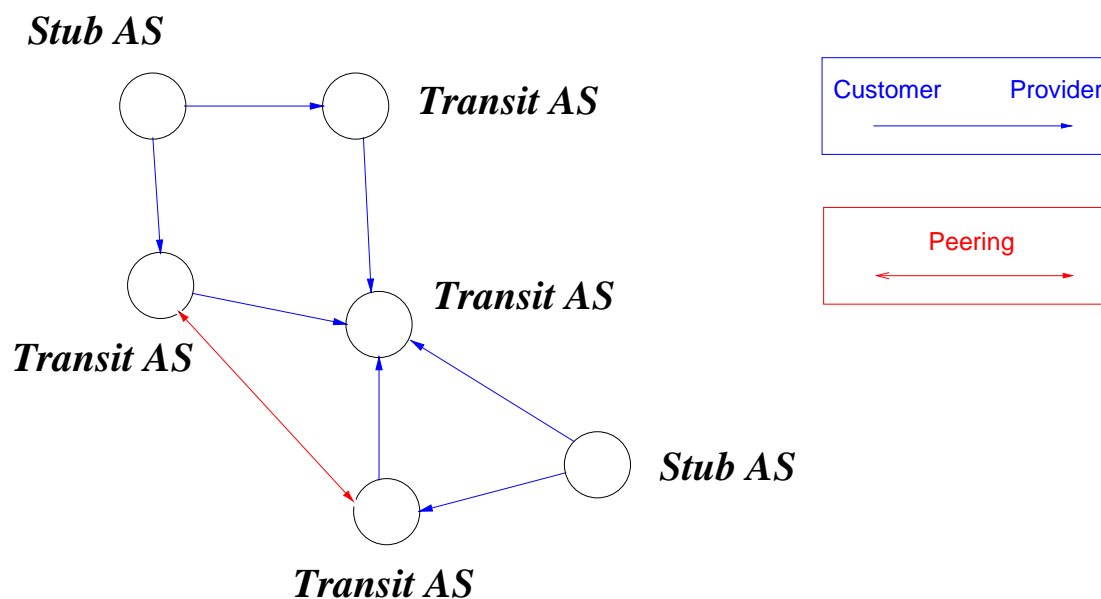 Stub AS
Transit AS
Customer Provider
Peering
Transit AS
Transit AS
Stub AS
Transit AS